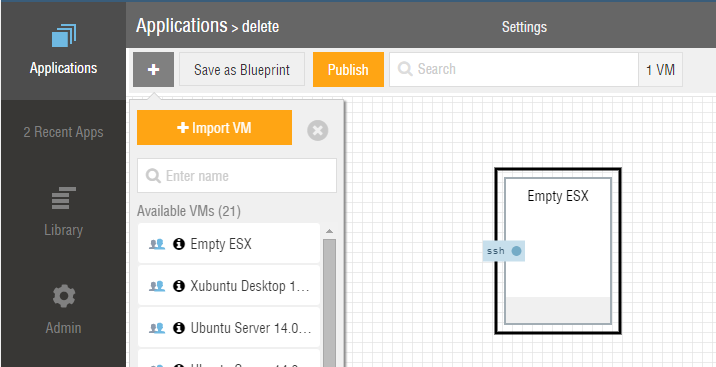 Applications > delete
Settings
Applications
2 Recent Apps
Library
Admin
+ Save as Blueprint Publish Search 1 VM
+ Import VM
Enter name
Available VMs (21)
Empty ESX
Xubuntu Desktop 1...
Ubuntu Server 14.0...
Empty ESX
ssh